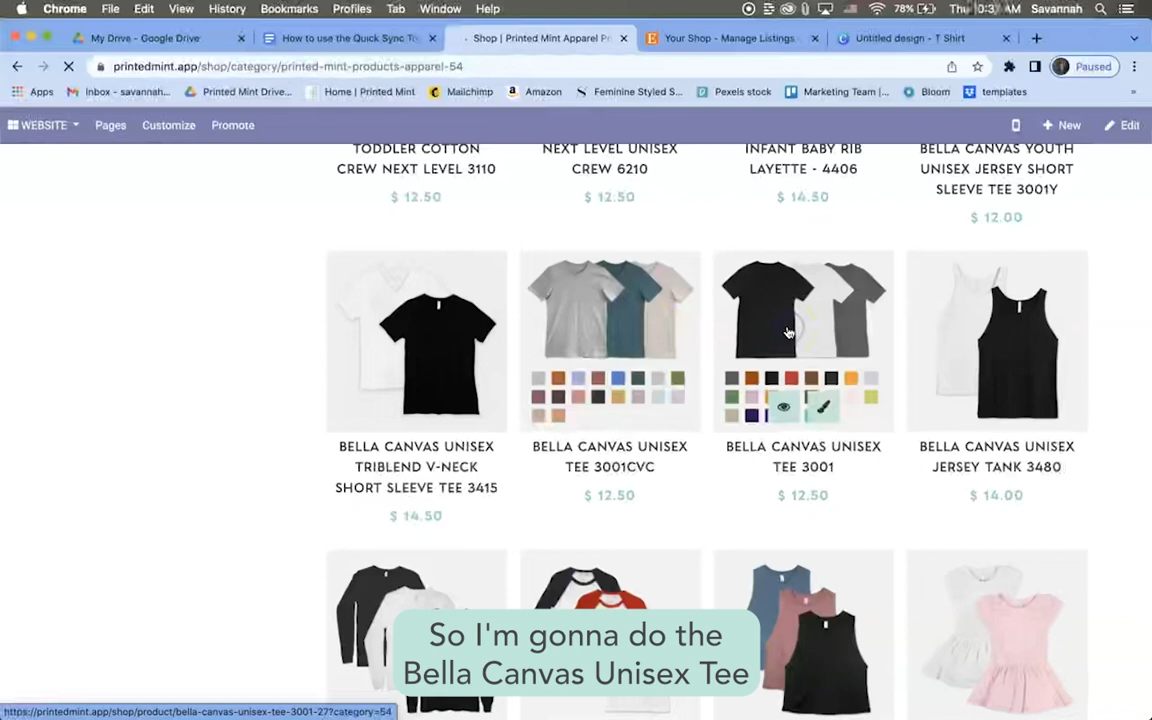 Chrome File Edit View History Bookmarks Profiles Tab Window Help 78% Thu 10:37 AM Savannah
My Drive - Google Drive How to use the Quick Sync To Shop | Printed Mint Apparel Pr Your Shop - Manage Listings Untitled design - T Shirt
printedmint.app/shop/category/printed-mint-products-apparel-54 Paused
Apps Inbox - savannah... Printed Mint Drive... Home | Printed Mint Mailchimp Amazon Feminine Styled S... Pexels stock Marketing Team |... Bloom templates
WEBSITE Pages Customize Promote New Edit
TODDLER COTTON
CREW NEXT LEVEL 3110
$ 12.50
NEXT LEVEL UNISEX
CREW 6210
$ 12.50
INFANT BABY RIB
LAYETTE - 4406
$ 14.50
BELLA CANVAS YOUTH
UNISEX JERSEY SHORT
SLEEVE TEE 3001Y
$ 12.00
BELLA CANVAS UNISEX
TRIBLEND V-NECK
SHORT SLEEVE TEE 3415
$ 14.50
BELLA CANVAS UNISEX
TEE 3001CVC
$ 12.50
BELLA CANVAS UNISEX
TEE 3001
$ 12.50
BELLA CANVAS UNISEX
JERSEY TANK 3480
$ 14.00
So I'm gonna do the
Bella Canvas Unisex Tee
https://printedmint.app/shop/product/bella-canvas-unisex-tee-3001-27?category=54